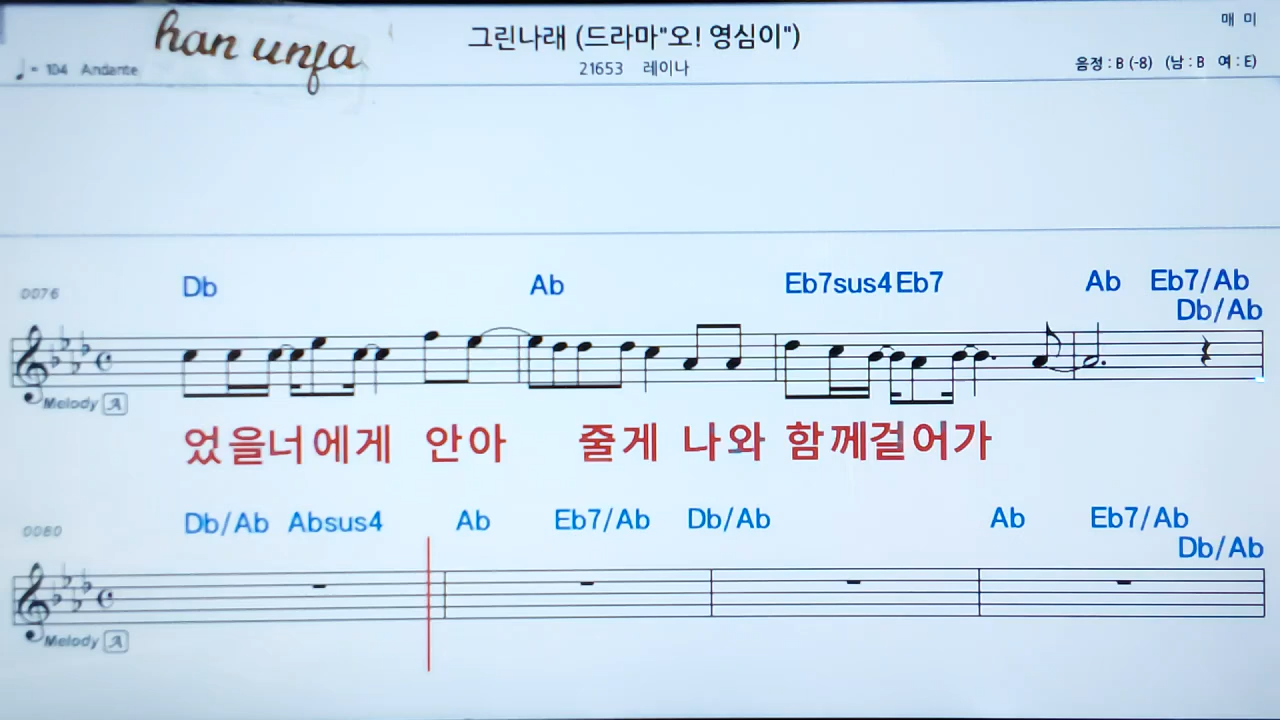 han unfa
그린나래 (드라마"오! 영심이")
매 미
♩= 104 Andante
21653 레이나
음정 : B (-8) (남 : B 여 : E)
0076
Db Ab Eb7sus4 Eb7 Ab Eb7/Ab
Db/Ab
Melody A
었을너에게 안아 줄게 나와 함께걸어가
0080
Db/Ab Absus4 Ab Eb7/Ab Db/Ab Ab Eb7/Ab
Db/Ab
Melody A